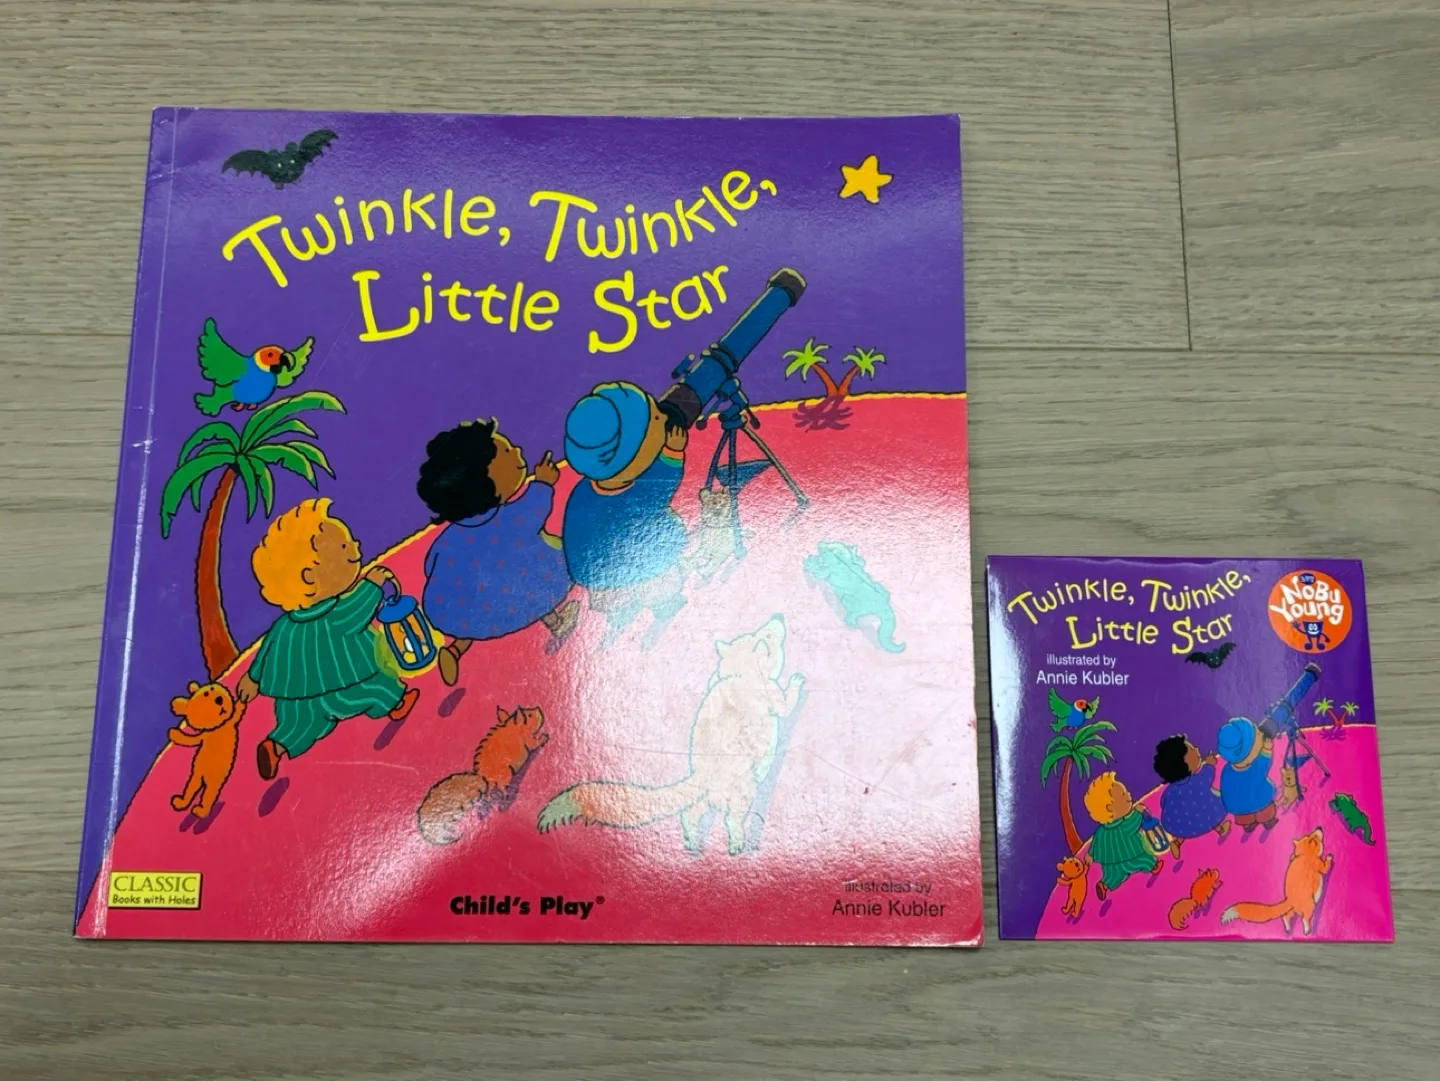 Twinkle, Twinkle,
Little Star
CLASSIC
Books with Holes
Child's Play®
illustrated by
Annie Kubler
Twinkle, Twinkle,
Little Star
illustrated by
Annie Kubler
NoBu
Young